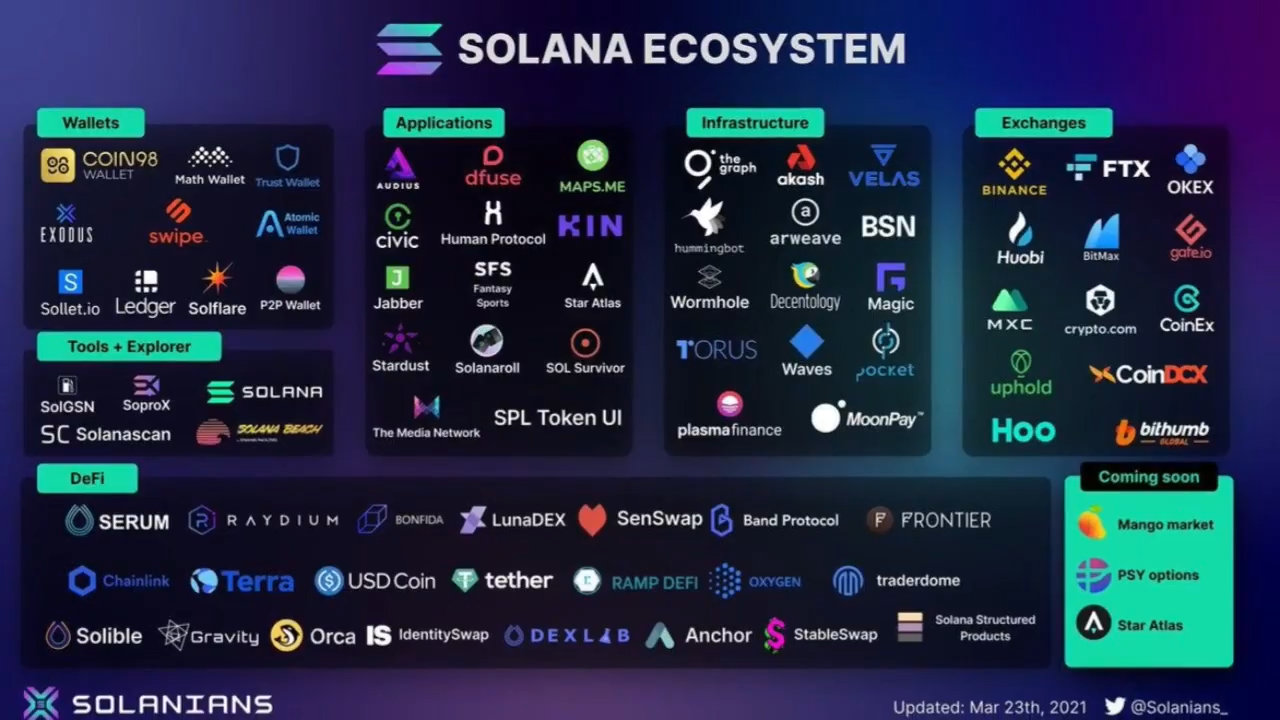 SOLANA ECOSYSTEM
Wallets
98 COIN98 WALLET
Math Wallet
Trust Wallet
EXODUS
swipe
Atomic Wallet
S Sollet.io
Ledger
Solflare
P2P Wallet
Tools + Explorer
SolGSN
SoproX
SOLANA
SC Solanascan
SOLANA BEACH
Applications
AUDIUS
dfuse
MAPS.ME
civic
Human Protocol
KIN
J Jabber
SFS
Fantasy
Sports
Star Atlas
Stardust
Solanaroll
SOL Survivor
The Media Network
SPL Token UI
Infrastructure
the graph
akash
VELAS
hummingbot
a arweave
BSN
Wormhole
Decentology
Magic
TORUS
Waves
pocket
plasmafinance
MoonPay™
Exchanges
BINANCE
FTX
OKEX
Huobi
BitMax
gate.io
MXC
crypto.com
CoinEx
uphold
CoinDCX
Hoo
bithumb
GLOBAL
DeFi
SERUM
RAYDIUM
BONFIDA
LunaDEX
SenSwap
Band Protocol
F FRONTIER
Chainlink
Terra
USD Coin
tether
RAMP DEFI
OXYGEN
traderdome
Solible
Gravity
Orca
IS IdentitySwap
DEXLAB
Anchor
StableSwap
Solana Structured
Products
Coming soon
Mango market
PSY options
Star Atlas
SOLANIANS
Updated: Mar 23th, 2021
@Solanians_